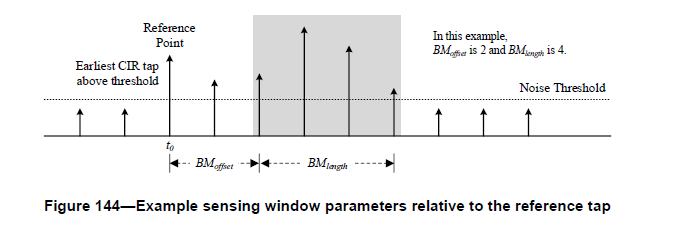 Reference
Point
In this example,
BMoffset is 2 and BMlength is 4.
Earliest CIR tap
above threshold
Noise Threshold
t0
BMoffset
BMlength
Figure 144—Example sensing window parameters relative to the reference tap